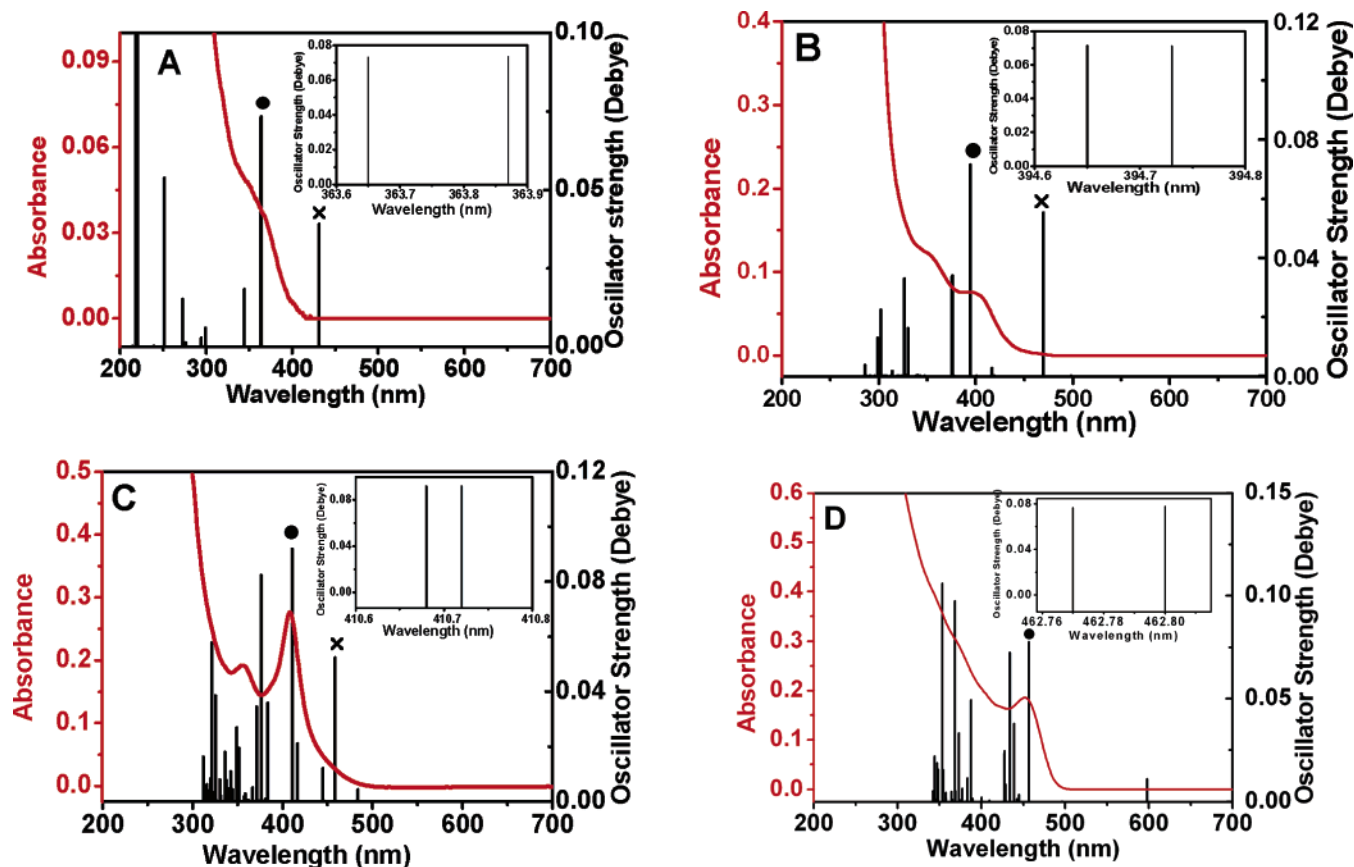 A
Absorbance
0.09
0.06
0.03
0.00
200 300 400 500 600 700
Wavelength (nm)
0.10
0.05
0.00
Oscillator strength (Debye)
×
Oscillator Strength (Debye)
0.08
0.06
0.04
0.02
0.00
363.6 363.7 363.8 363.9
Wavelength (nm)
B
Absorbance
0.4
0.3
0.2
0.1
0.0
200 300 400 500 600 700
Wavelength (nm)
0.12
0.08
0.04
0.00
Oscillator Strength (Debye)
×
Oscillator Strength (Debye)
0.08
0.06
0.04
0.02
0.00
394.6 394.7 394.8
Wavelength (nm)
C
Absorbance
0.5
0.4
0.3
0.2
0.1
0.0
200 300 400 500 600 700
Wavelength (nm)
0.12
0.08
0.04
0.00
Oscillator Strength (Debye)
×
Oscillator Strength (Debye)
0.08
0.04
0.00
410.6 410.7 410.8
Wavelength (nm)
D
Absorbance
0.6
0.5
0.4
0.3
0.2
0.1
0.0
200 300 400 500 600 700
Wavelength (nm)
0.15
0.10
0.05
0.00
Oscillator Strength (Debye)
Oscillator Strength (Debye)
0.08
0.04
0.00
462.76 462.78 462.80
Wavelength (nm)